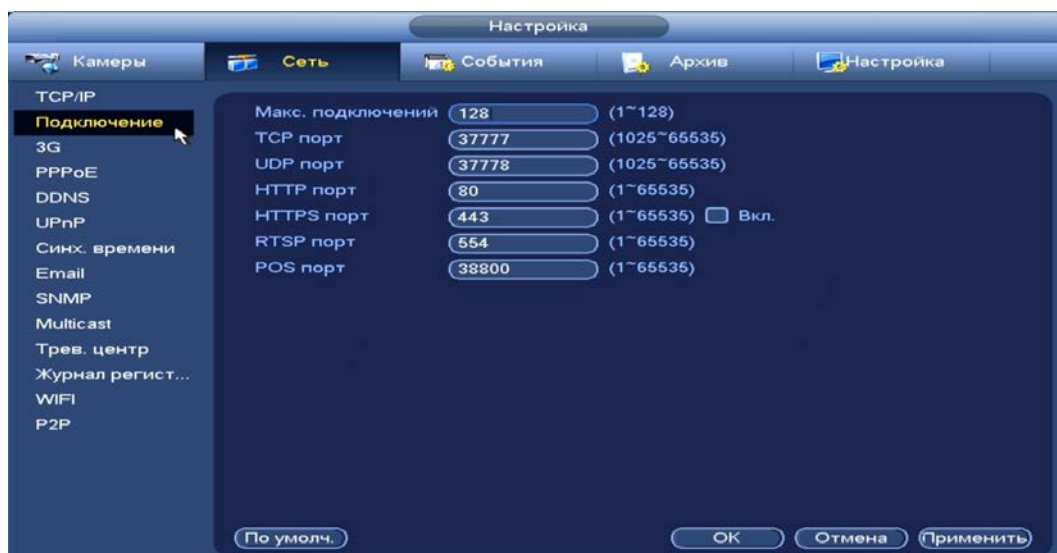 Настройка
Камеры
Сеть
События
Архив
Настройка
TCP/IP
Подключение
3G
PPPoE
DDNS
UPnP
Синх. времени
Email
SNMP
Multicast
Трев. центр
Журнал регист...
WIFI
P2P
Макс. подключений 128 (1~128)
TCP порт 37777 (1025~65535)
UDP порт 37778 (1025~65535)
HTTP порт 80 (1~65535)
HTTPS порт 443 (1~65535) Вкл.
RTSP порт 554 (1~65535)
POS порт 38800 (1~65535)
По умолч. OK Отмена Применить